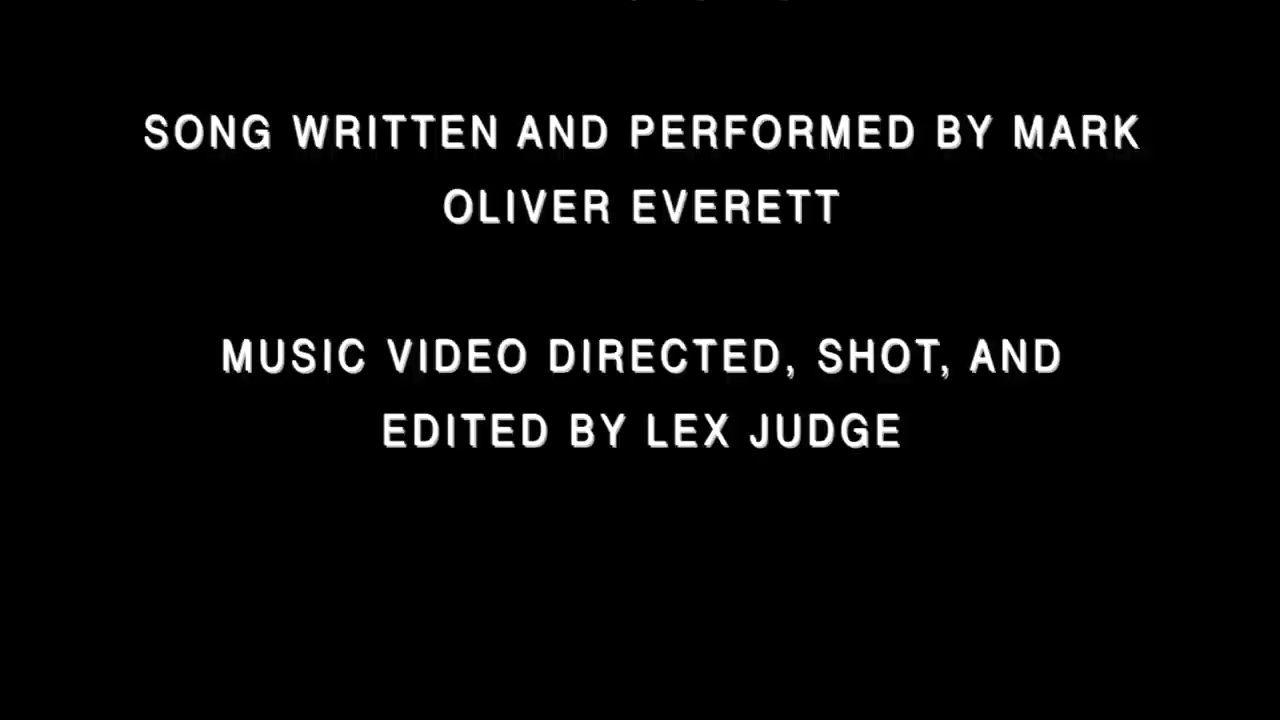 SONG WRITTEN AND PERFORMED BY MARK
OLIVER EVERETT
MUSIC VIDEO DIRECTED, SHOT, AND
EDITED BY LEX JUDGE